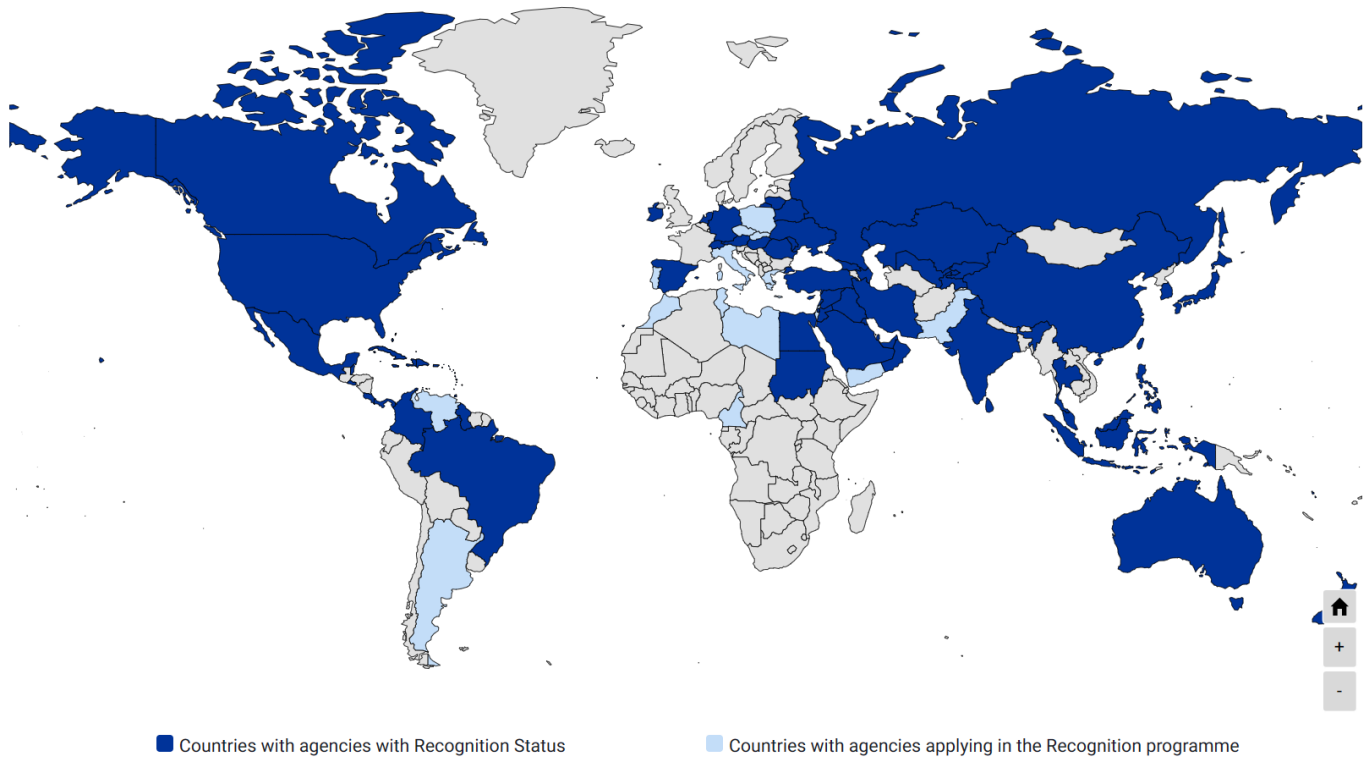 +
-
Countries with agencies with Recognition Status
Countries with agencies applying in the Recognition programme